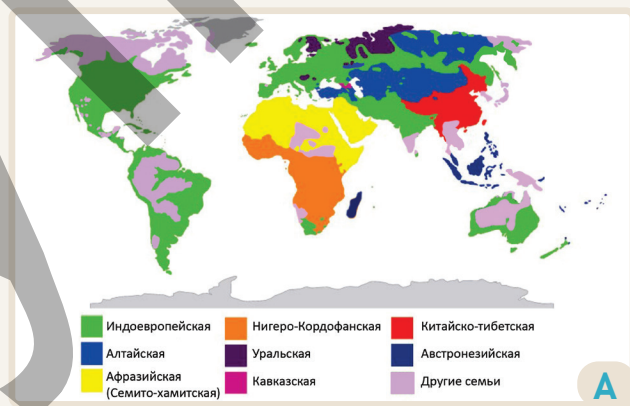 Индоевропейская
Нигеро-Кордофанская
Китайско-тибетская
Алтайская
Уральская
Австронезийская
Афразийская
(Семито-хамитская)
Кавказская
Другие семьи
А